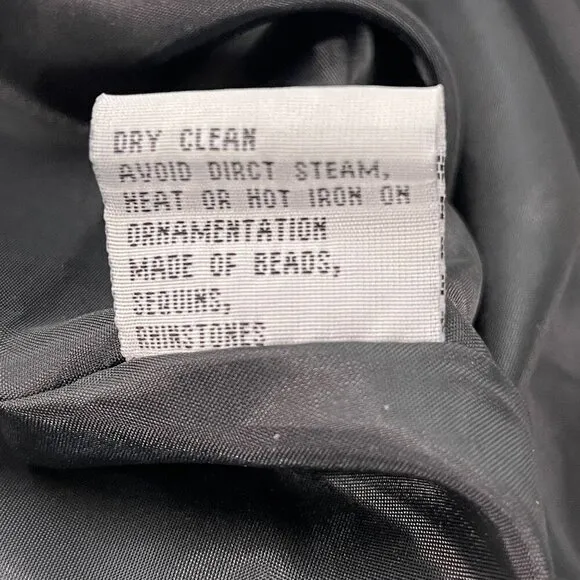 DRY CLEAN
AVOID DIRCT STEAM,
HEAT OR HOT IRON ON
ORNAMENTATION
MADE OF BEADS,
SEQUINS,
RHINSTONES